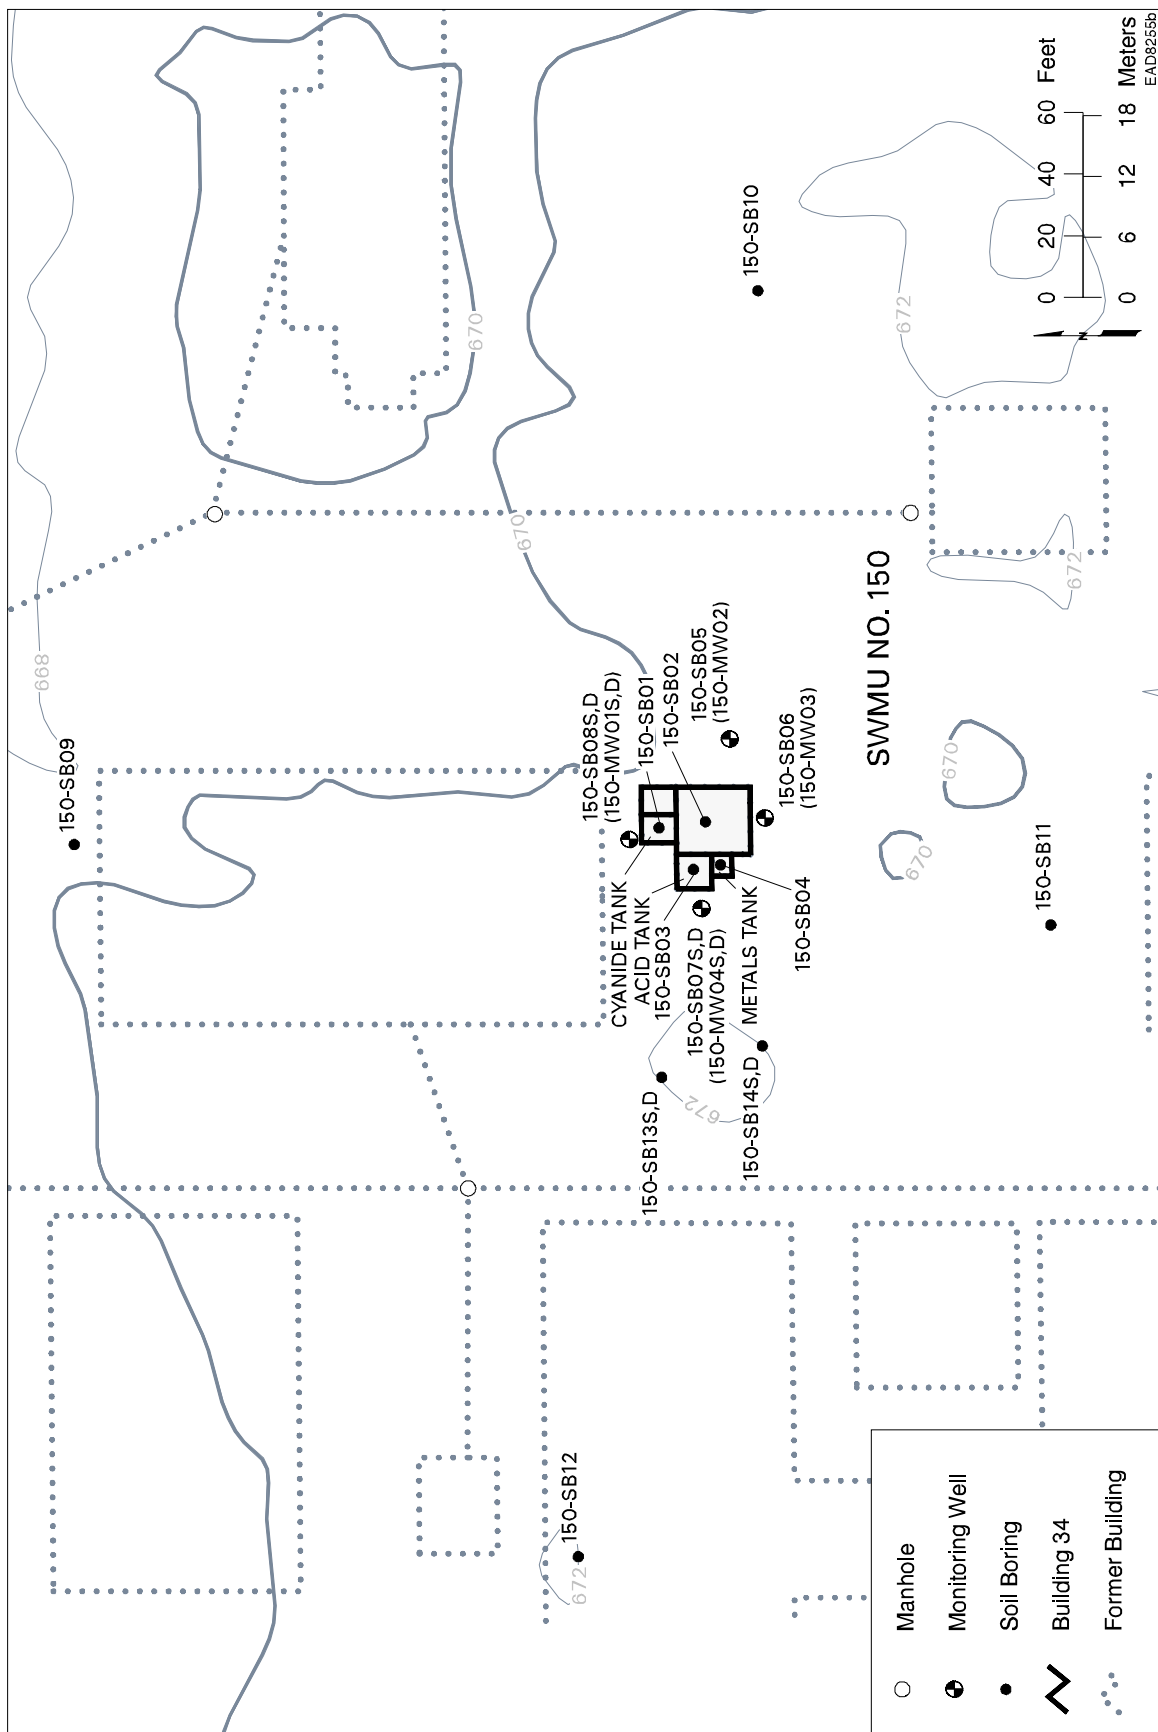 668
150-SB09
670
150-SB10
672
670
150-SB08S,D
(150-MW01S,D)
150-SB01
150-SB02
150-SB05
(150-MW02)
150-SB06
(150-MW03)
SWMU NO. 150
672
670
670
CYANIDE TANK
ACID TANK
150-SB03
150-SB07S,D
(150-MW04S,D)
METALS TANK
150-SB04
150-SB11
150-SB13S,D
672
150-SB14S,D
150-SB12
672
Manhole
Monitoring Well
Soil Boring
Building 34
Former Building
N
0 20 40 60 Feet
0 6 12 18 Meters
EAD8255b